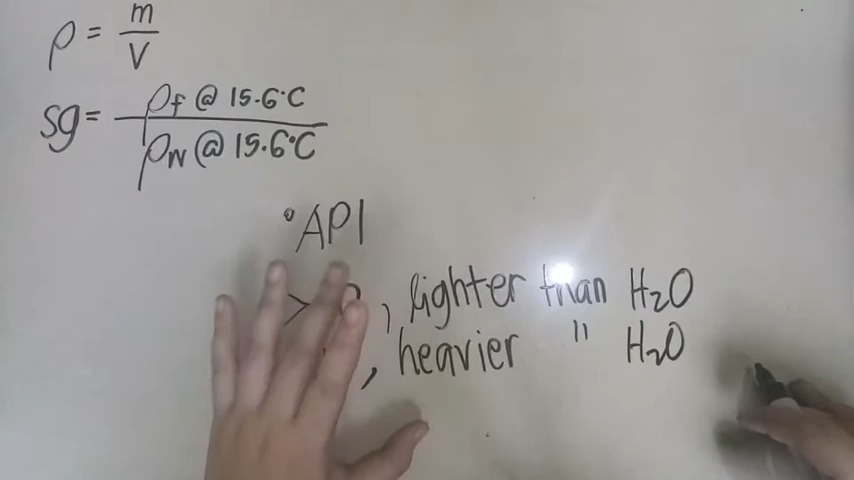 ρ = m/V
sg = ρf @ 15.6°C / ρw @ 15.6°C
°API
> , lighter than H₂O
, heavier " H₂O